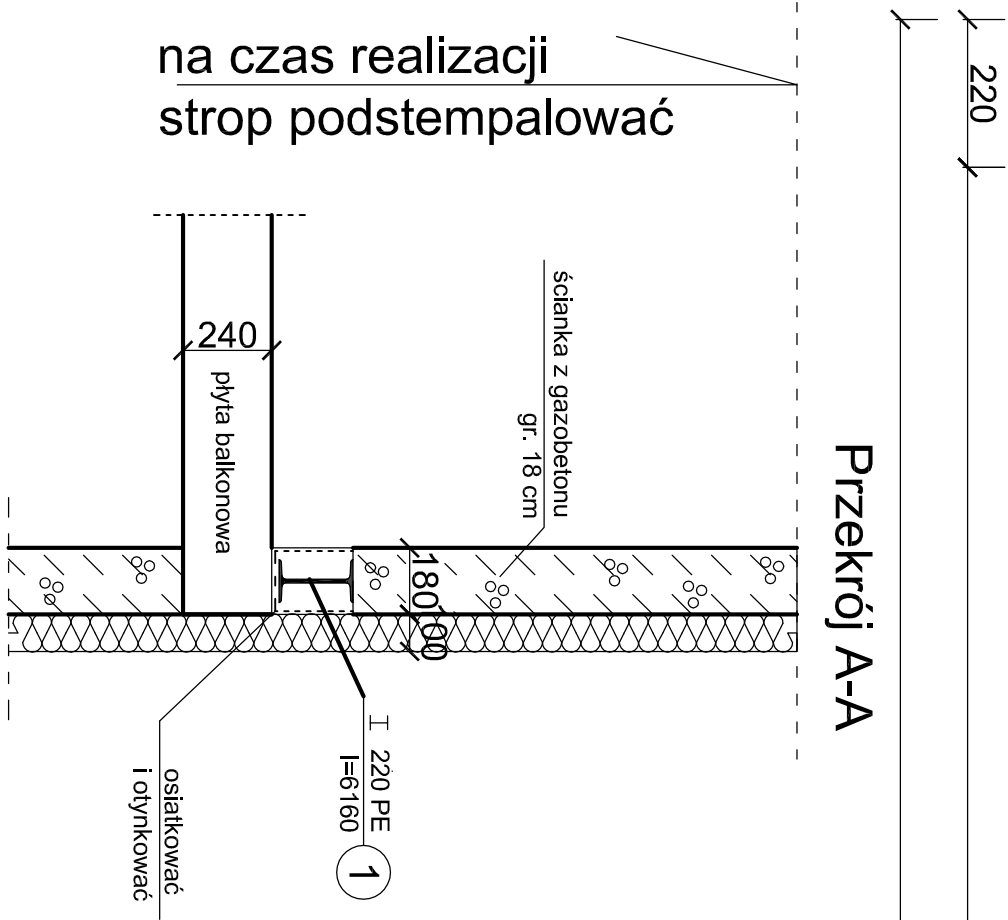 na czas realizacji
strop podstempalować
220
Przekrój A-A
ścianka z gazobetonu
gr. 18 cm
240
płyta balkonowa
180
100
I 220 PE
l=6160
1
osiatkować
i otynkować